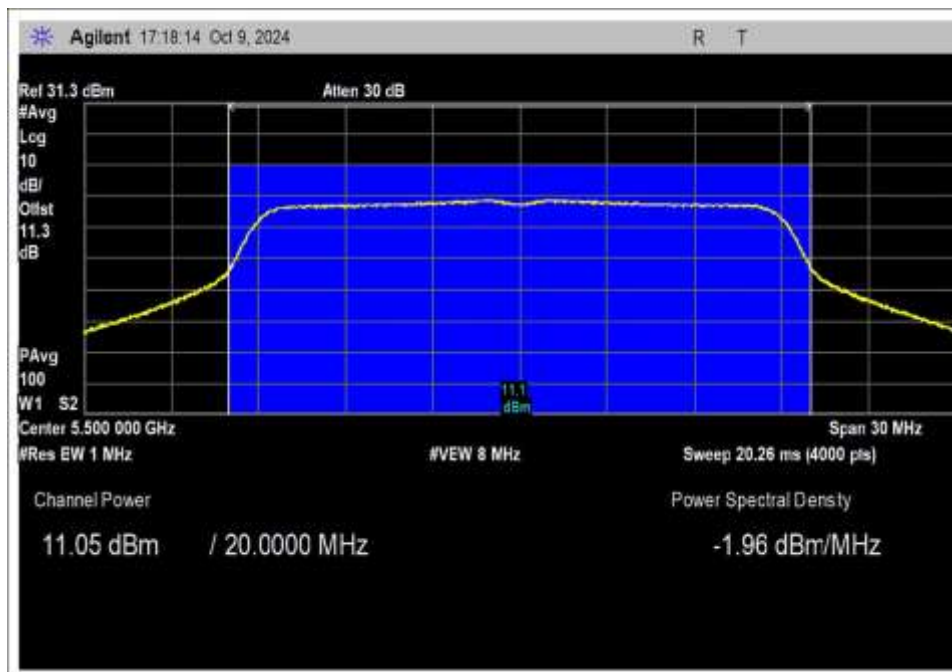 Agilent 17:18:14 Oct 9, 2024 R T
Ref 31.3 dBm Atten 30 dB
#Avg
Log
10
dB/
Offst
11.3
dB
11.1
dBm
PAvg
100
W1 S2
Center 5.500 000 GHz Span 30 MHz
#Res BW 1 MHz #VBW 8 MHz Sweep 20.26 ms (4000 pts)
Channel Power Power Spectral Density
11.05 dBm / 20.0000 MHz -1.96 dBm/MHz